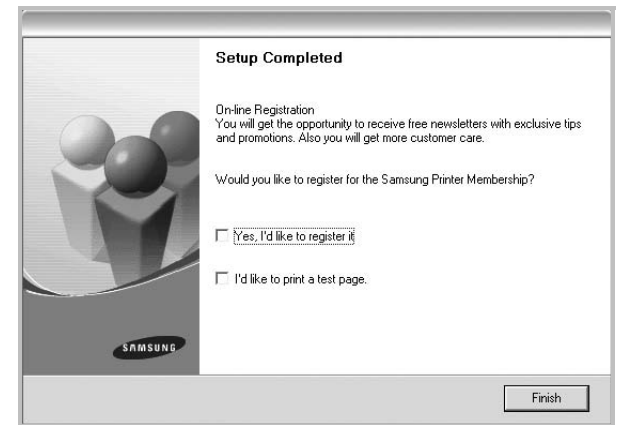 Setup Completed
On-line Registration
You will get the opportunity to receive free newsletters with exclusive tips
and promotions. Also you will get more customer care.
Would you like to register for the Samsung Printer Membership?
Yes, I'd like to register it
I'd like to print a test page.
SAMSUNG
Finish